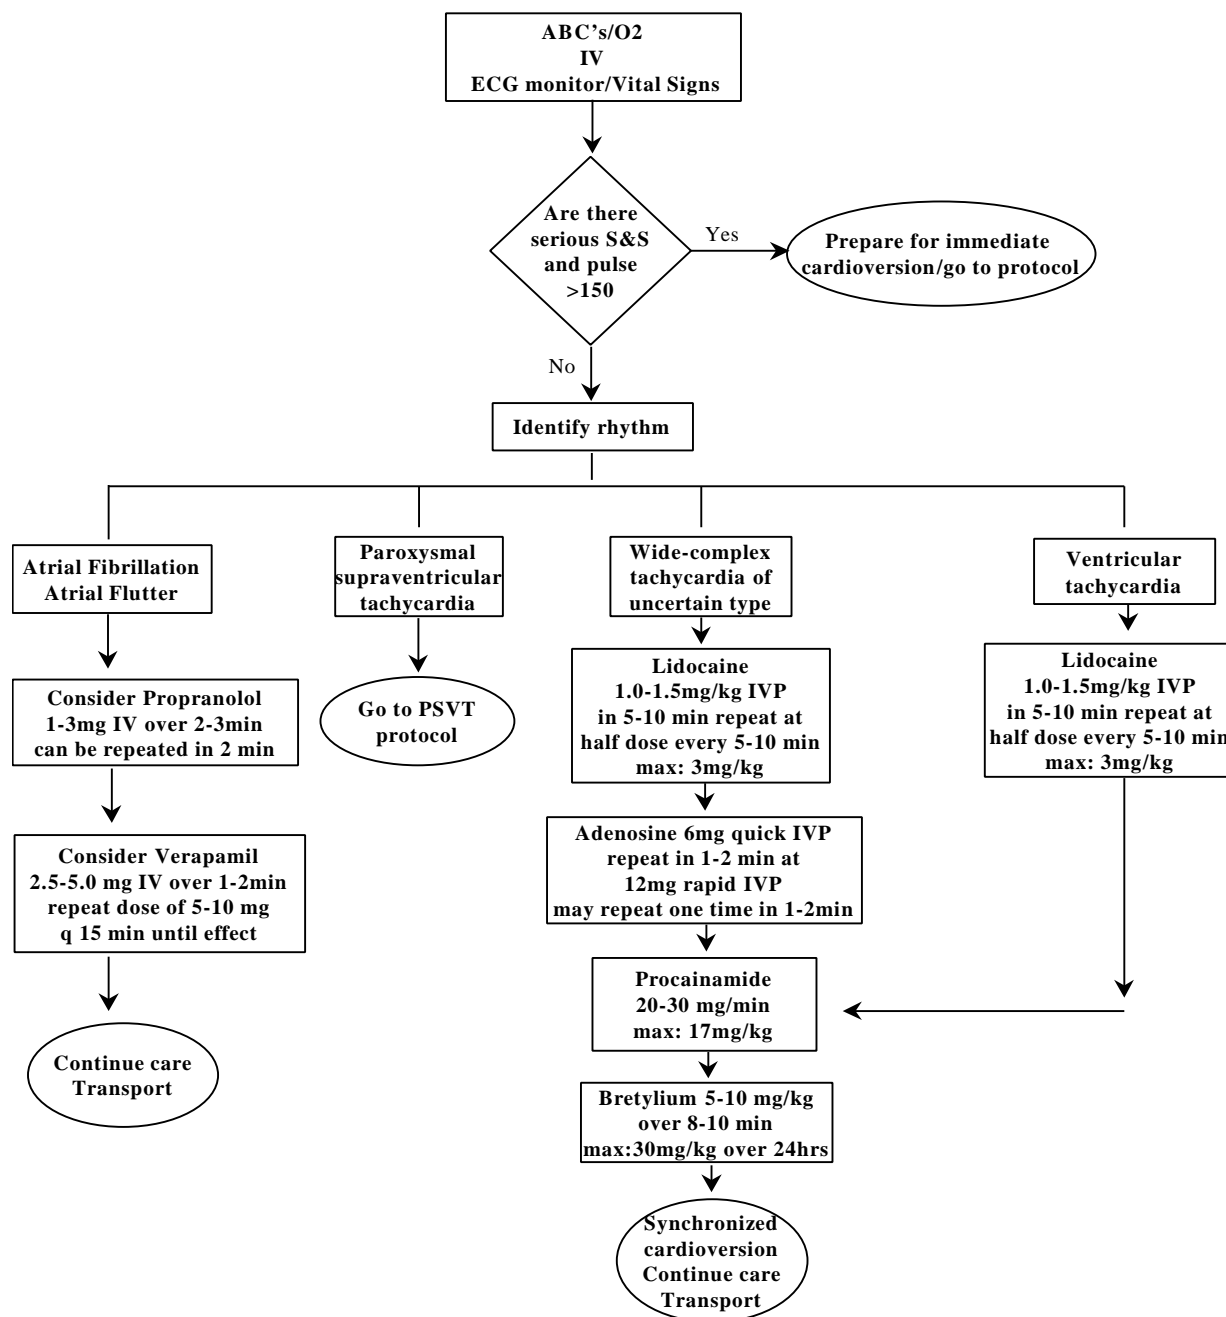 ABC's/O2
IV
ECG monitor/Vital Signs
Are there
serious S&S
and pulse
>150
Yes
Prepare for immediate
cardioversion/go to protocol
No
Identify rhythm
Atrial Fibrillation
Atrial Flutter
Paroxysmal
supraventricular
tachycardia
Wide-complex
tachycardia of
uncertain type
Ventricular
tachycardia
Consider Propranolol
1-3mg IV over 2-3min
can be repeated in 2 min
Go to PSVT
protocol
Lidocaine
1.0-1.5mg/kg IVP
in 5-10 min repeat at
half dose every 5-10 min
max: 3mg/kg
Lidocaine
1.0-1.5mg/kg IVP
in 5-10 min repeat at
half dose every 5-10 min
max: 3mg/kg
Consider Verapamil
2.5-5.0 mg IV over 1-2min
repeat dose of 5-10 mg
q 15 min until effect
Adenosine 6mg quick IVP
repeat in 1-2 min at
12mg rapid IVP
may repeat one time in 1-2min
Procainamide
20-30 mg/min
max: 17mg/kg
Continue care
Transport
Bretylium 5-10 mg/kg
over 8-10 min
max:30mg/kg over 24hrs
Synchronized
cardioversion
Continue care
Transport